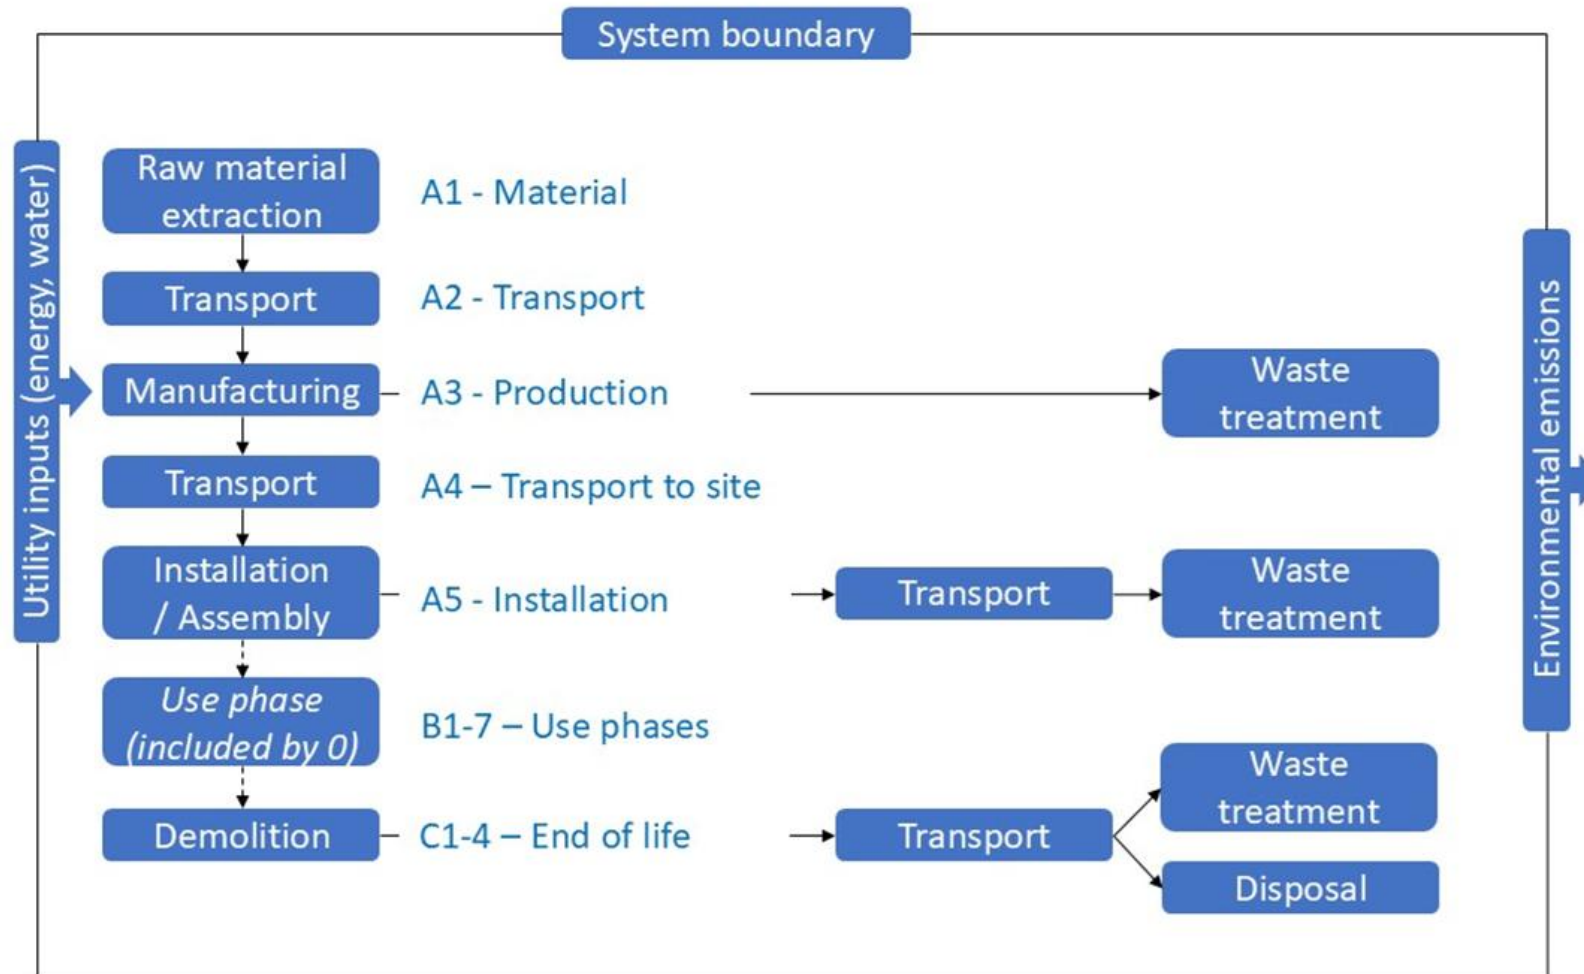 System boundary
Utility inputs (energy, water)
Raw material
extraction
A1 - Material
Transport
A2 - Transport
Manufacturing
A3 - Production
Waste
treatment
Transport
A4 – Transport to site
Installation
/ Assembly
A5 - Installation
Transport
Waste
treatment
Use phase
(included by 0)
B1-7 – Use phases
Demolition
C1-4 – End of life
Transport
Waste
treatment
Disposal
Environmental emissions